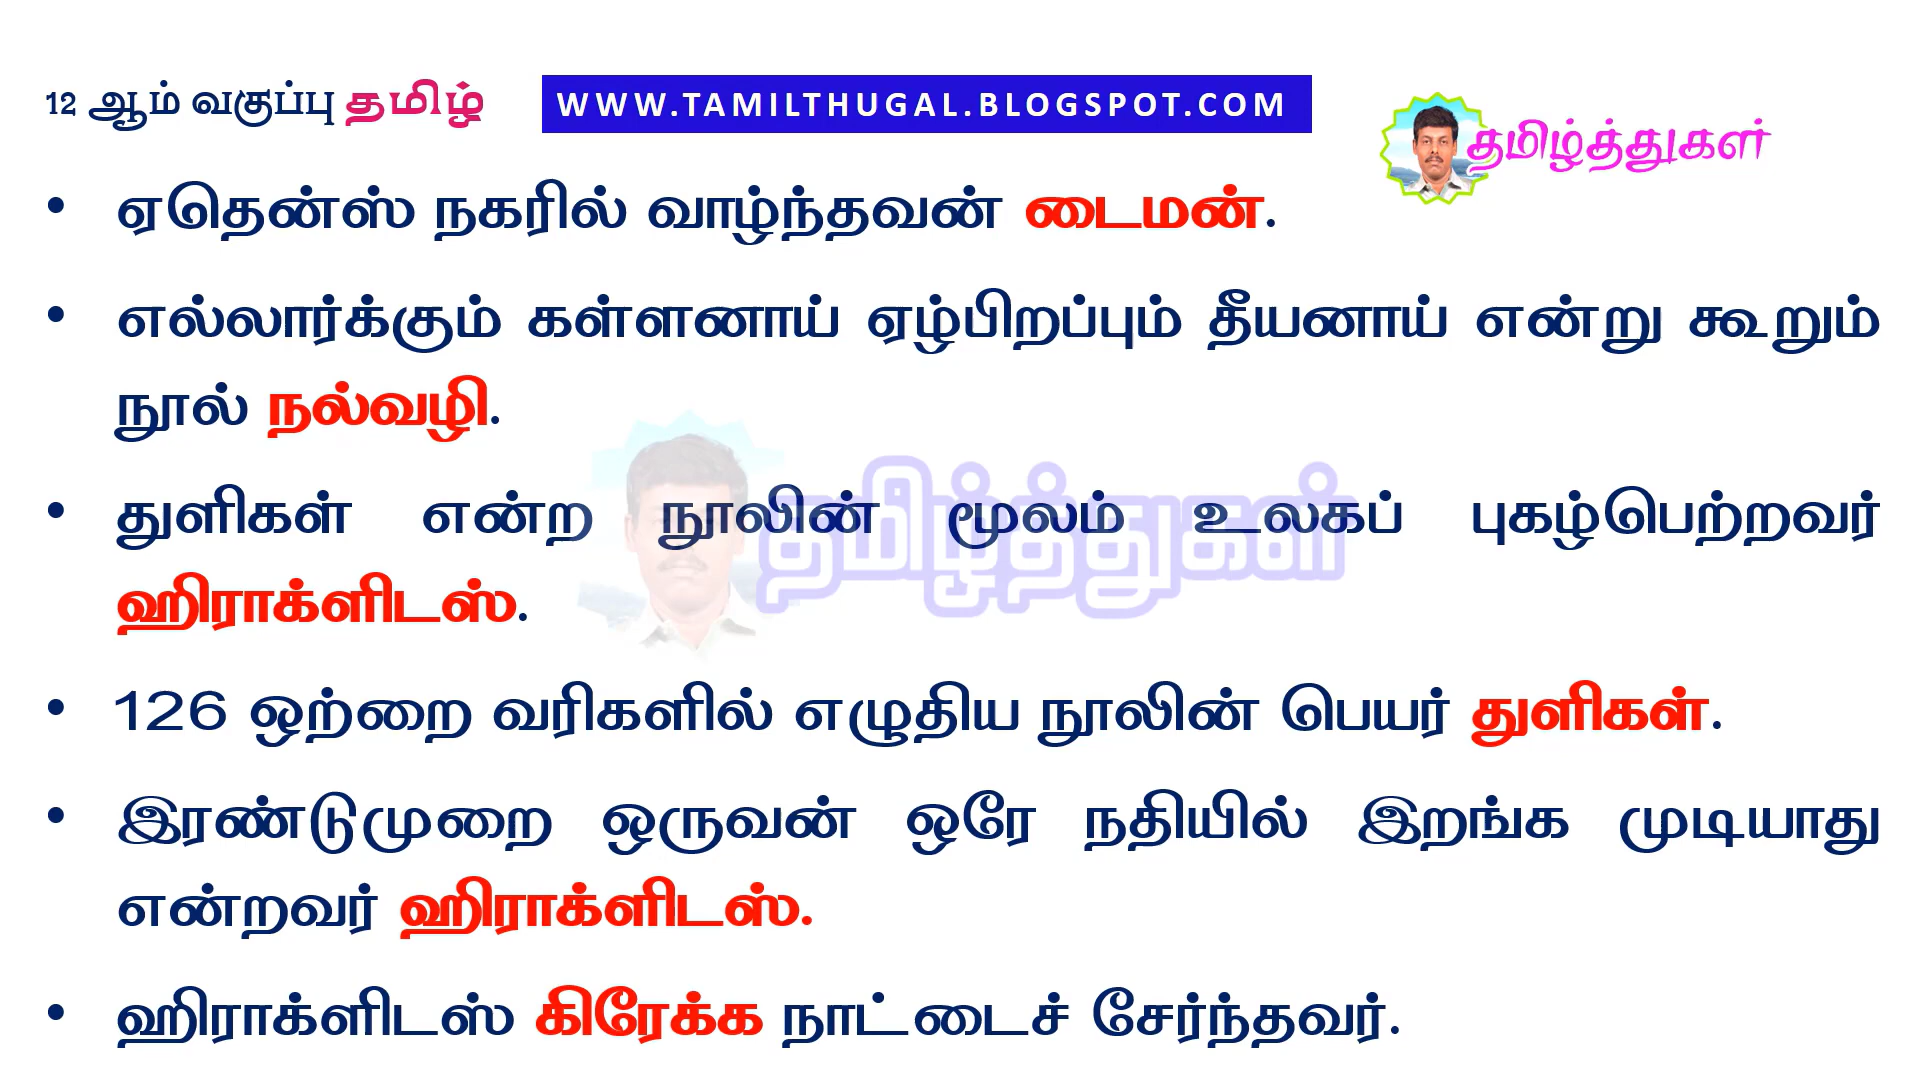 12 ஆம் வகுப்பு தமிழ்
WWW.TAMILTHUGAL.BLOGSPOT.COM
தமிழ்த்துகள்
• ஏதென்ஸ் நகரில் வாழ்ந்தவன் டைமன்.
• எல்லார்க்கும் கள்ளனாய் ஏழ்பிறப்பும் தீயனாய் என்று கூறும்
நூல் நல்வழி.
• துளிகள் என்ற நூலின் மூலம் உலகப் புகழ்பெற்றவர்
ஹிராக்ளிடஸ்.
தமிழ்த்துகள்
• 126 ஒற்றை வரிகளில் எழுதிய நூலின் பெயர் துளிகள்.
• இரண்டுமுறை ஒருவன் ஒரே நதியில் இறங்க முடியாது
என்றவர் ஹிராக்ளிடஸ்.
• ஹிராக்ளிடஸ் கிரேக்க நாட்டைச் சேர்ந்தவர்.